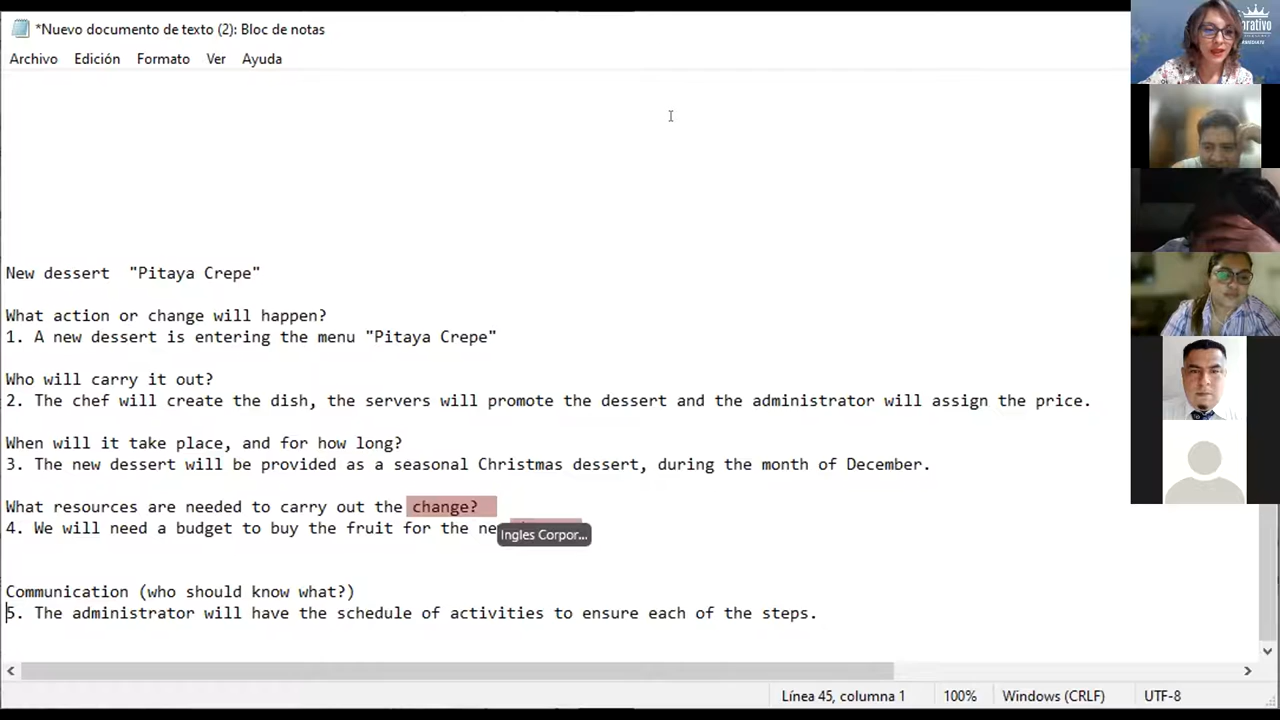 *Nuevo documento de texto (2): Bloc de notas
Archivo Edición Formato Ver Ayuda
New dessert "Pitaya Crepe"
What action or change will happen?
1. A new dessert is entering the menu "Pitaya Crepe"
Who will carry it out?
2. The chef will create the dish, the servers will promote the dessert and the administrator will assign the price.
When will it take place, and for how long?
3. The new dessert will be provided as a seasonal Christmas dessert, during the month of December.
What resources are needed to carry out the change?
4. We will need a budget to buy the fruit for the
Ingles Corpor...
Communication (who should know what?)
5. The administrator will have the schedule of activities to ensure each of the steps.
Línea 45, columna 1 100% Windows (CRLF) UTF-8